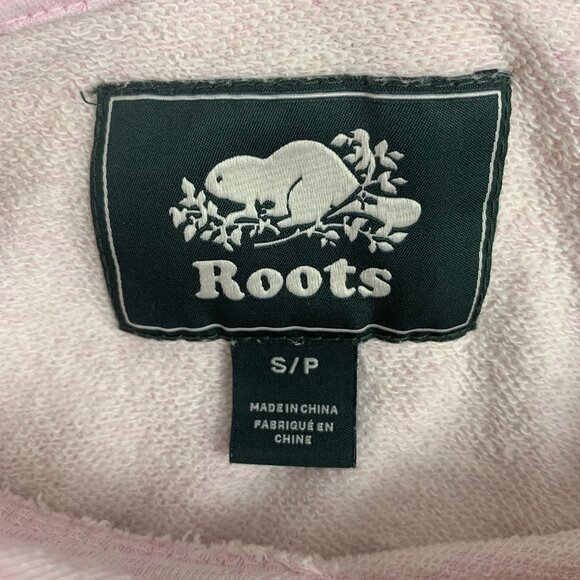 Roots
S/P
MADE IN CHINA
FABRIQUÉ EN
CHINE